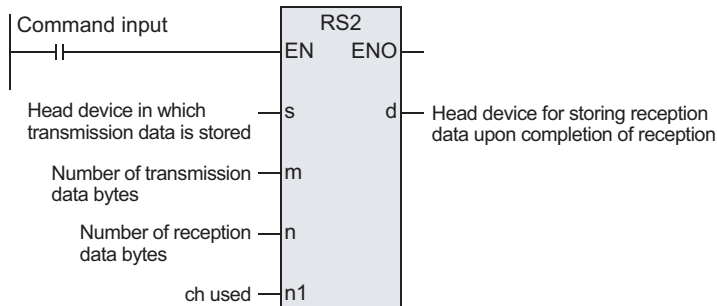 Command input
RS2
EN ENO
Head device in which
transmission data is stored
s
d
Head device for storing reception
data upon completion of reception
Number of transmission
data bytes
m
Number of reception
data bytes
n
ch used
n1